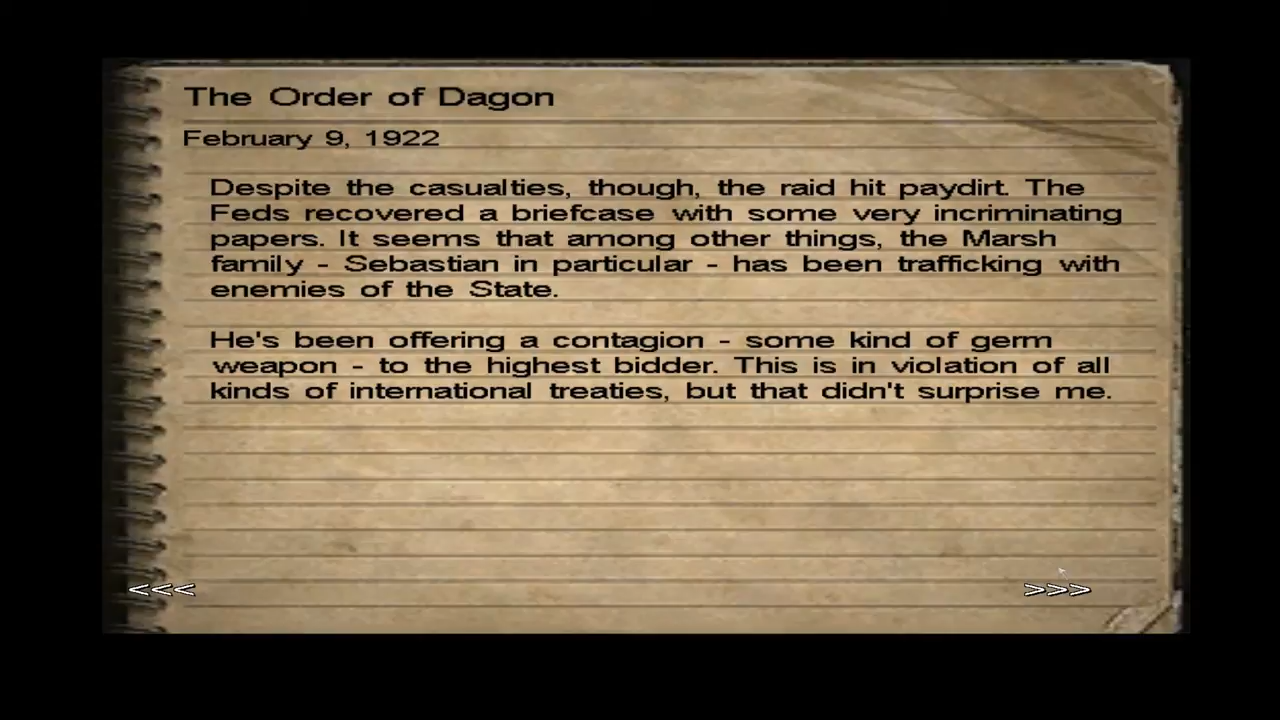 The Order of Dagon
February 9, 1922
Despite the casualties, though, the raid hit paydirt. The
Feds recovered a briefcase with some very incriminating
papers. It seems that among other things, the Marsh
family - Sebastian in particular - has been trafficking with
enemies of the State.
He's been offering a contagion - some kind of germ
weapon - to the highest bidder. This is in violation of all
kinds of international treaties, but that didn't surprise me.
<<< >>>